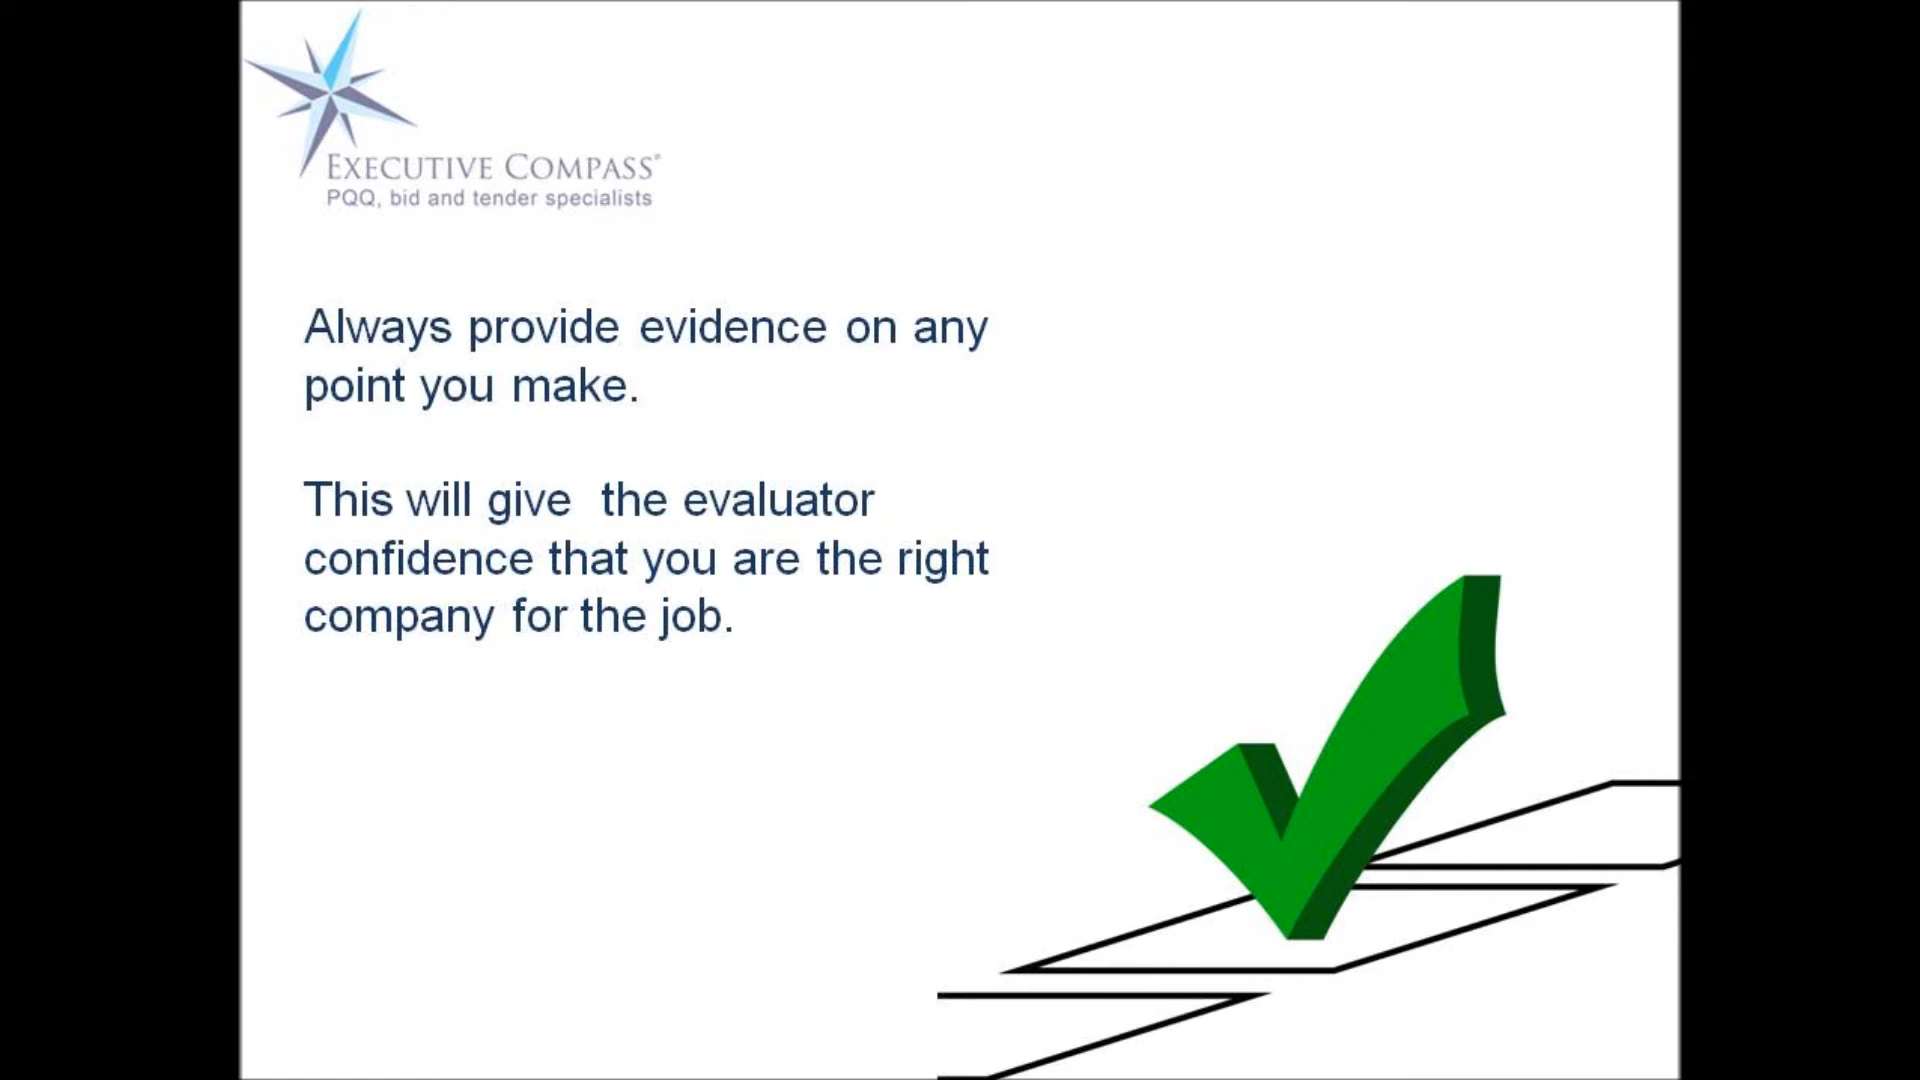 EXECUTIVE COMPASS®
PQQ, bid and tender specialists
Always provide evidence on any
point you make.
This will give  the evaluator
confidence that you are the right
company for the job.